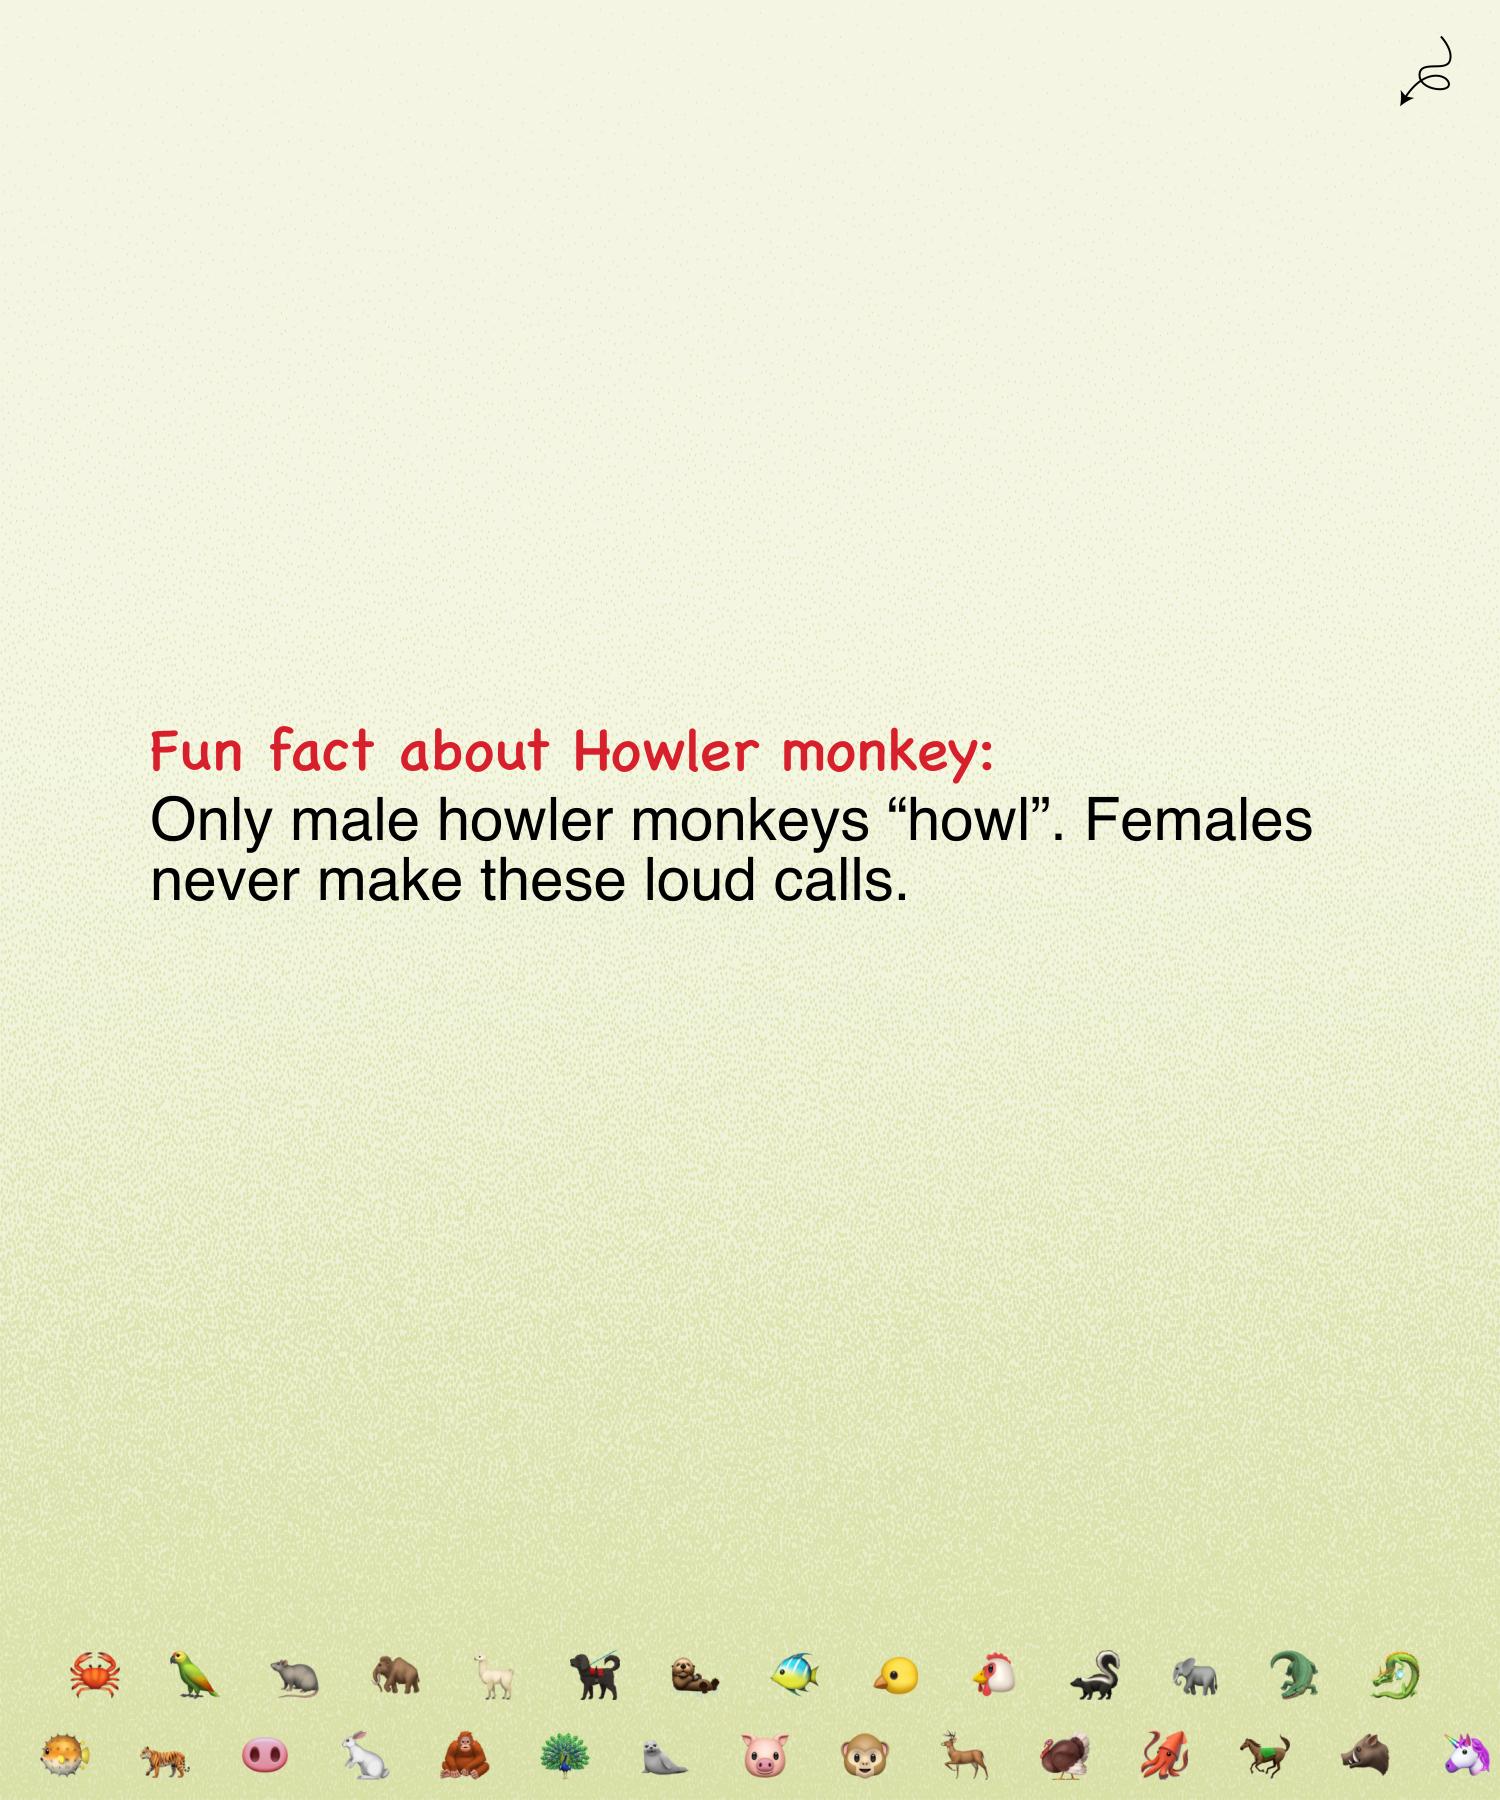 Fun fact about Howler monkey:
Only male howler monkeys “howl”. Females
never make these loud calls.